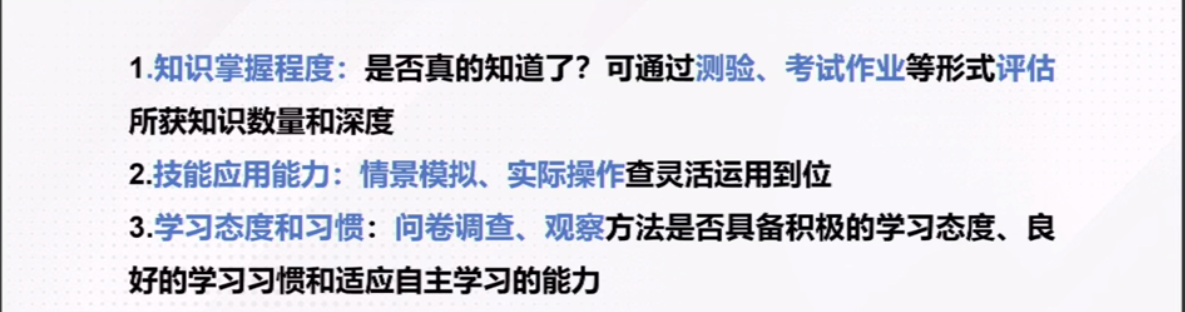 1.知识掌握程度：是否真的知道了？可通过测验、考试作业等形式评估
所获知识数量和深度
2.技能应用能力：情景模拟、实际操作查灵活运用到位
3.学习态度和习惯：问卷调查、观察方法是否具备积极的学习态度、良
好的学习习惯和适应自主学习的能力